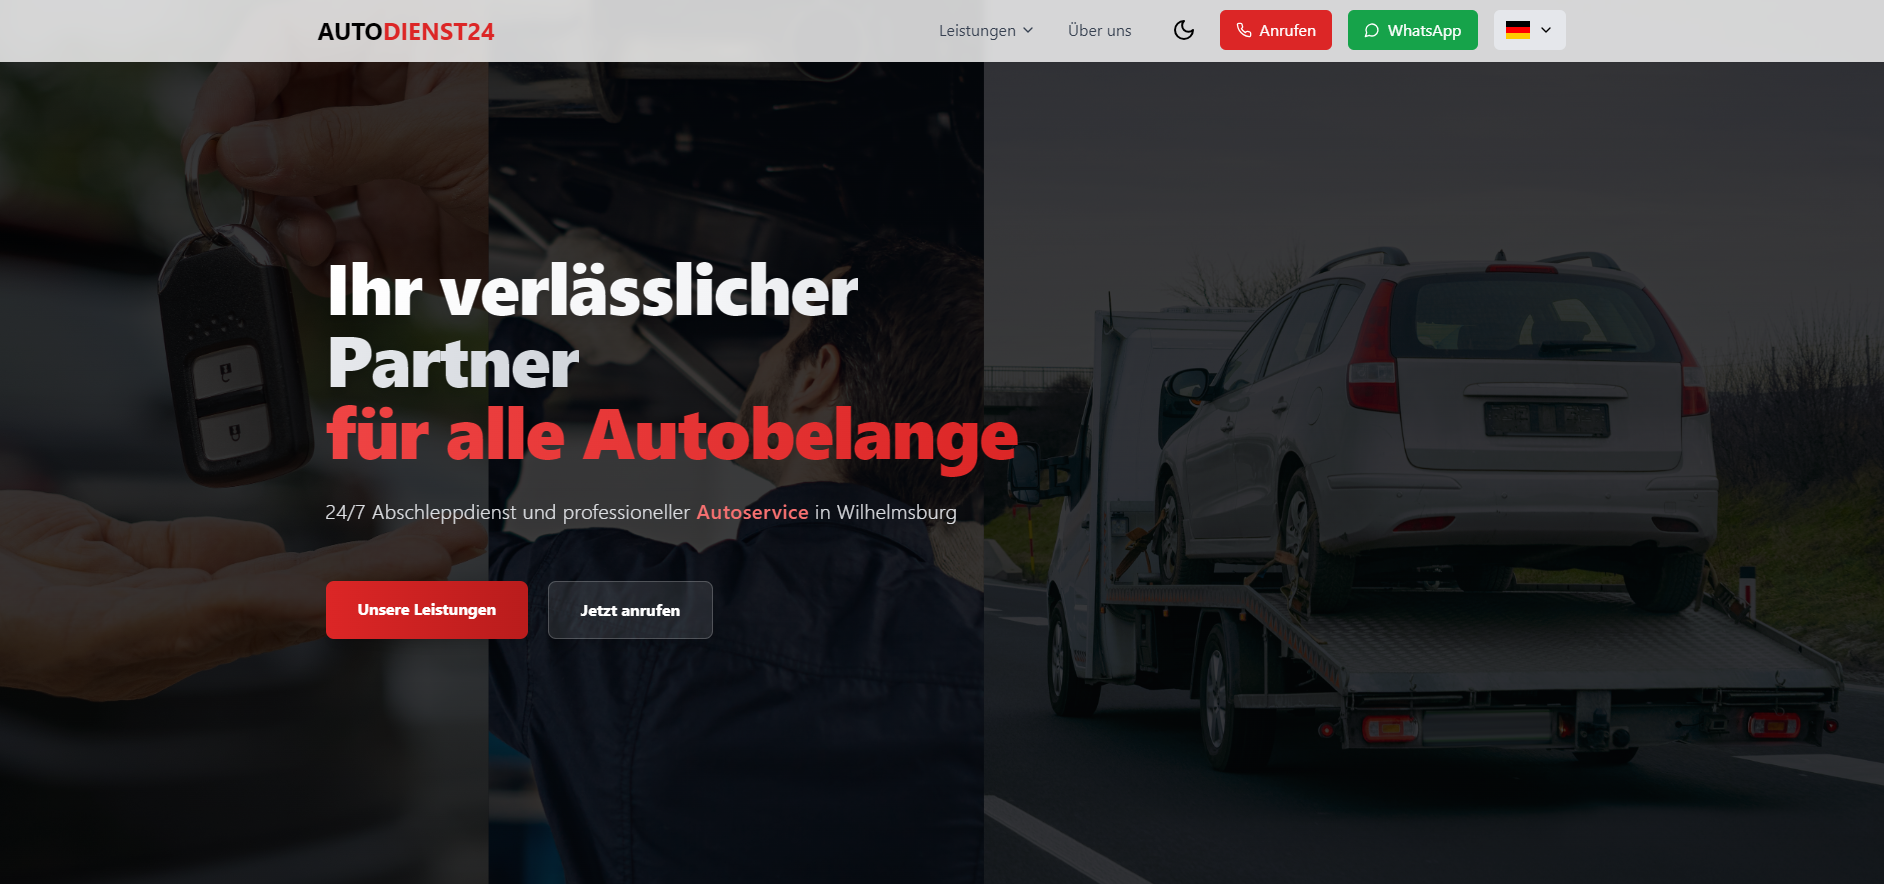 AUTODIENST24
Leistungen
Über uns
Anrufen
WhatsApp
Ihr verlässlicher
Partner
für alle Autobelange
24/7 Abschleppdienst und professioneller Autoservice in Wilhelmsburg
Unsere Leistungen
Jetzt anrufen